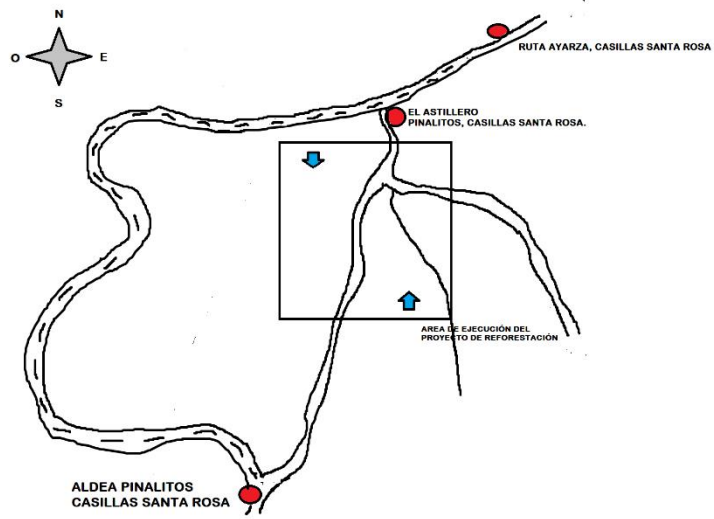 N
RUTA AYARZA, CASILLAS SANTA ROSA
O
E
S
EL ASTILLERO
PINALITOS, CASILLAS SANTA ROSA.
AREA DE EJECUCIÓN DEL
PROYECTO DE REFORESTACIÓN
ALDEA PINALITOS
CASILLAS SANTA ROSA